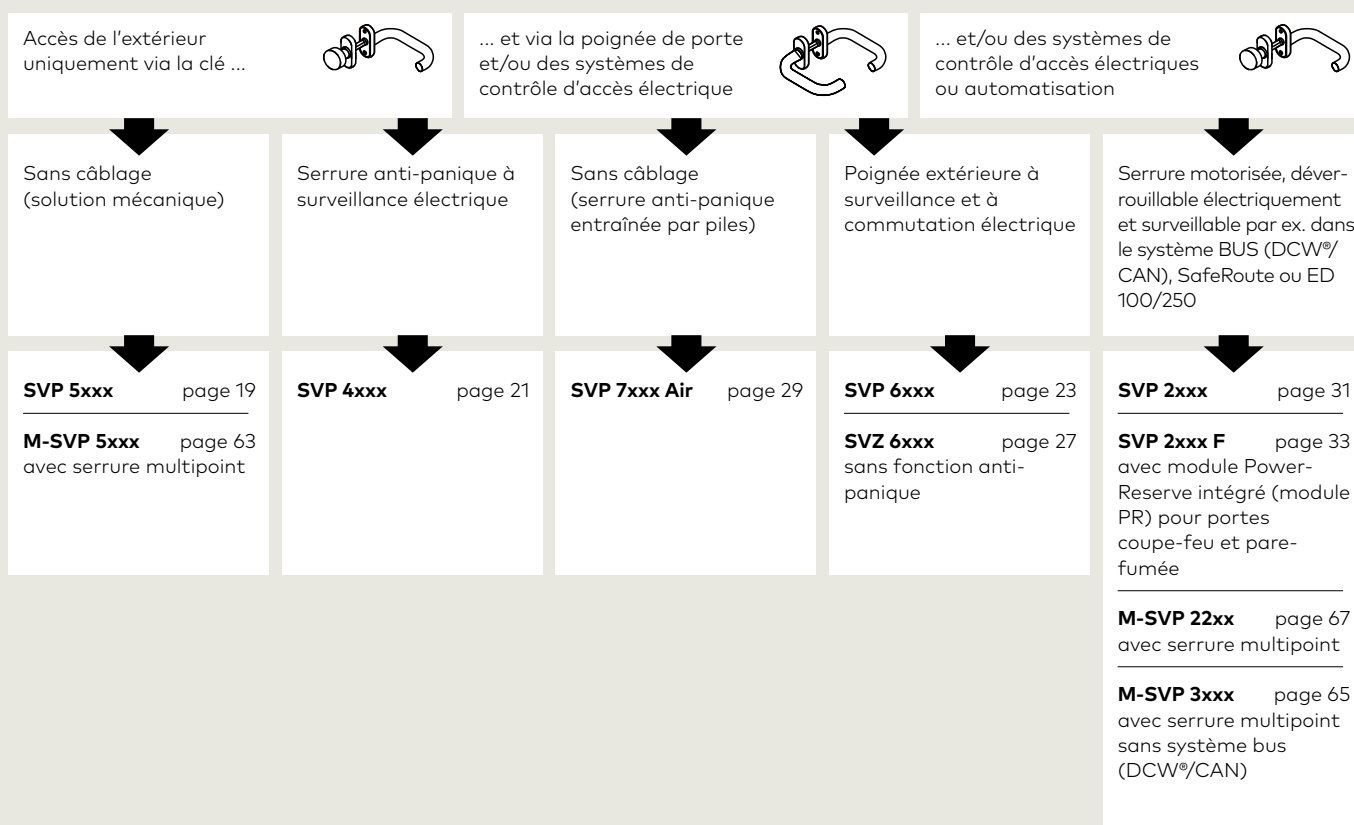 Accès de l'extérieur
uniquement via la clé ...
... et via la poignée de porte
et/ou des systèmes de
contrôle d'accès électrique
... et/ou des systèmes de
contrôle d'accès électriques
ou automatisation
Sans câblage
(solution mécanique)
Serrure anti-panique à
surveillance électrique
Sans câblage
(serrure anti-panique
entraînée par piles)
Poignée extérieure à
surveillance et à
commutation électrique
Serrure motorisée, déver-
rouillable électriquement
et surveillable par ex. dans
le système BUS (DCW®/
CAN), SafeRoute ou ED
100/250
SVP 5xxx page 19
M-SVP 5xxx page 63
avec serrure multipoint
SVP 4xxx page 21
SVP 7xxx Air page 29
SVP 6xxx page 23
SVZ 6xxx page 27
sans fonction anti-
panique
SVP 2xxx page 31
SVP 2xxx F page 33
avec module Power-
Reserve intégré (module
PR) pour portes
coupe-feu et pare-
fumée
M-SVP 22xx page 67
avec serrure multipoint
M-SVP 3xxx page 65
avec serrure multipoint
sans système bus
(DCW®/CAN)